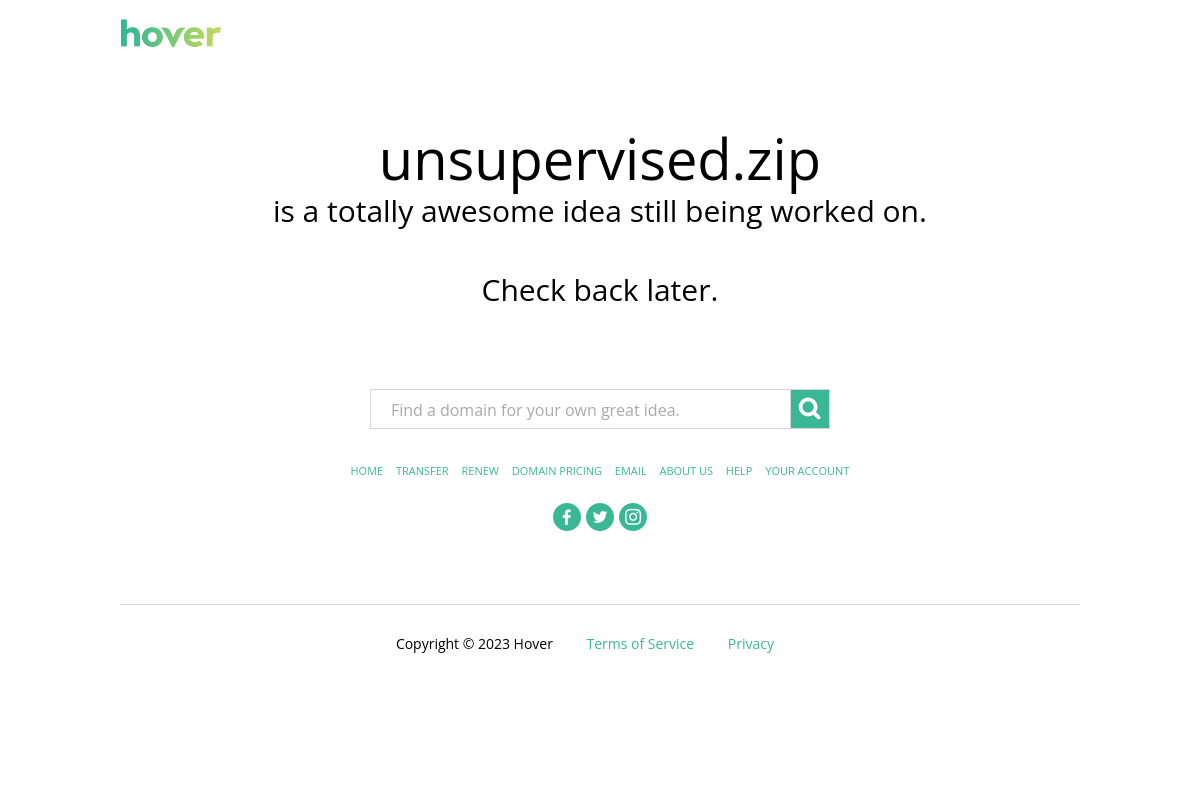 hover
unsupervised.zip
is a totally awesome idea still being worked on.
Check back later.
Find a domain for your own great idea.
HOME TRANSFER RENEW DOMAIN PRICING EMAIL ABOUT US HELP YOUR ACCOUNT
Copyright © 2023 Hover Terms of Service Privacy